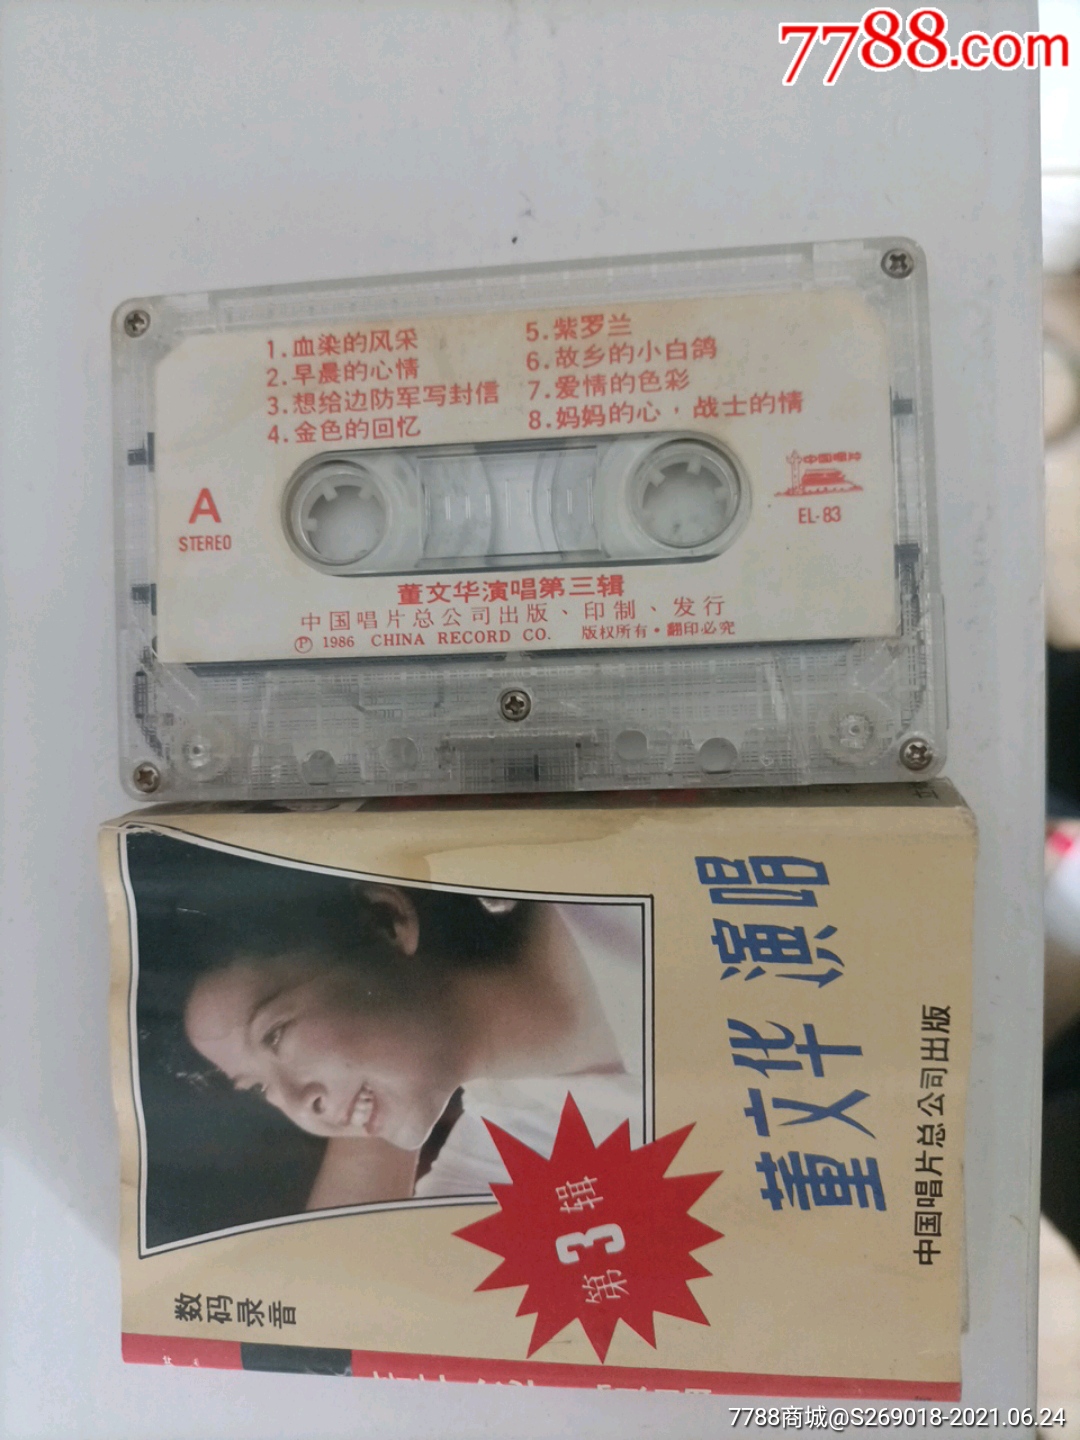 7788.com
1.血染的风采
2.早晨的心情
3.想给边防军写封信
4.金色的回忆
5.紫罗兰
6.故乡的小白鸽
7.爱情的色彩
8.妈妈的心，战士的情
中国唱片
EL-83
A
STEREO
董文华演唱第三辑
中国唱片总公司出版、印制、发行
Ⓟ 1986 CHINA RECORD CO. 版权所有·翻印必究
董文华 演唱
中国唱片总公司出版
第3辑
数码录音
7788商城@S269018-2021.06.24